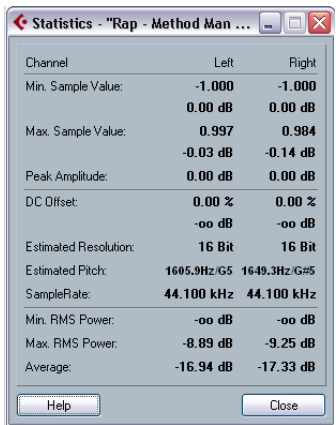 Statistics - "Rap - Method Man ...
Channel Left Right
Min. Sample Value: -1.000 -1.000
0.00 dB 0.00 dB
Max. Sample Value: 0.997 0.984
-0.03 dB -0.14 dB
Peak Amplitude: 0.00 dB 0.00 dB
DC Offset: 0.00 % 0.00 %
-oo dB -oo dB
Estimated Resolution: 16 Bit 16 Bit
Estimated Pitch: 1605.9Hz/G5 1649.3Hz/G#5
SampleRate: 44.100 kHz 44.100 kHz
Min. RMS Power: -oo dB -oo dB
Max. RMS Power: -8.89 dB -9.25 dB
Average: -16.94 dB -17.33 dB
Help Close